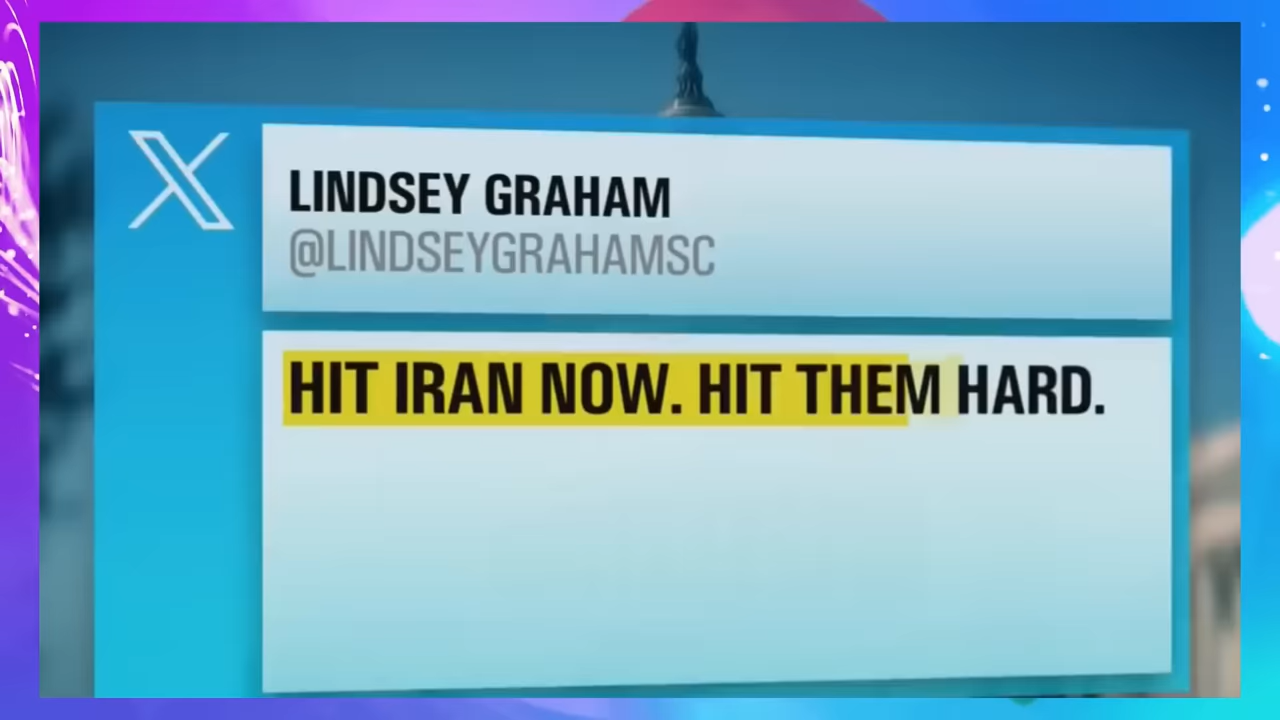 LINDSEY GRAHAM
@LINDSEYGRAHAMSC
HIT IRAN NOW. HIT THEM HARD.